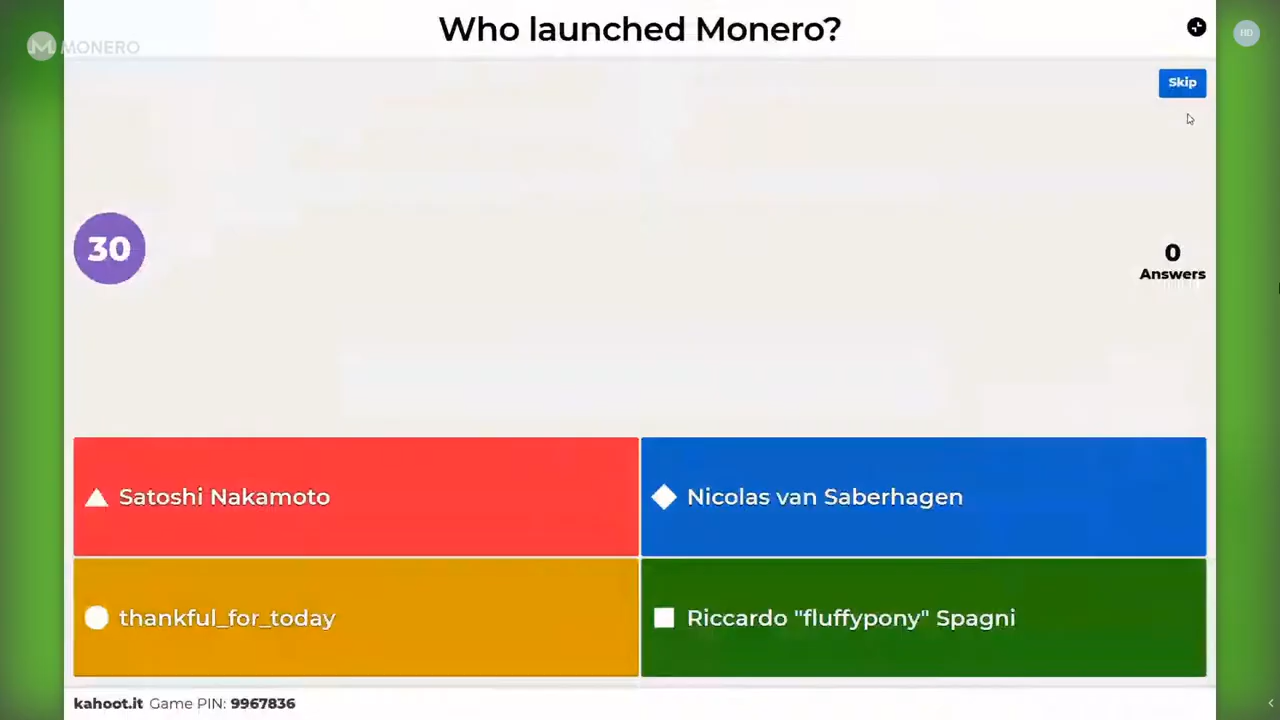 Who launched Monero?
MONERO
HD
Skip
30
0
Answers
Satoshi Nakamoto
Nicolas van Saberhagen
thankful_for_today
Riccardo "fluffypony" Spagni
kahoot.it Game PIN: 9967836